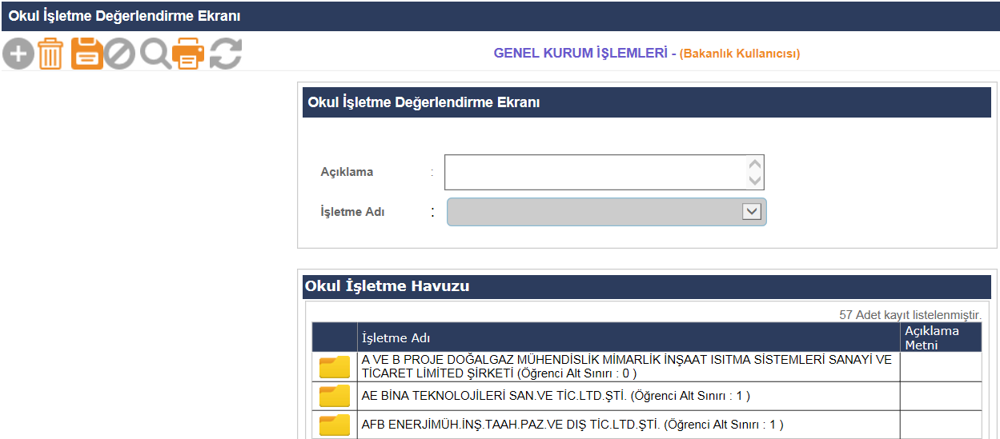 Okul İşletme Değerlendirme Ekranı
GENEL KURUM İŞLEMLERİ - (Bakanlık Kullanıcısı)
Okul İşletme Değerlendirme Ekranı
Açıklama :
İşletme Adı :
Okul İşletme Havuzu
57 Adet kayıt listelenmiştir.
İşletme Adı
Açıklama
Metni
A VE B PROJE DOĞALGAZ MÜHENDİSLİK MİMARLİK İNŞAAT ISITMA SİSTEMLERİ SANAYİ VE
TİCARET LİMİTED ŞİRKETİ (Öğrenci Alt Sınırı : 0 )
AE BİNA TEKNOLOJİLERİ SAN.VE TİC.LTD.ŞTİ. (Öğrenci Alt Sınırı : 1 )
AFB ENERJİMÜH.İNŞ.TAAH.PAZ.VE DIŞ TİC.LTD.ŞTİ. (Öğrenci Alt Sınırı : 1 )